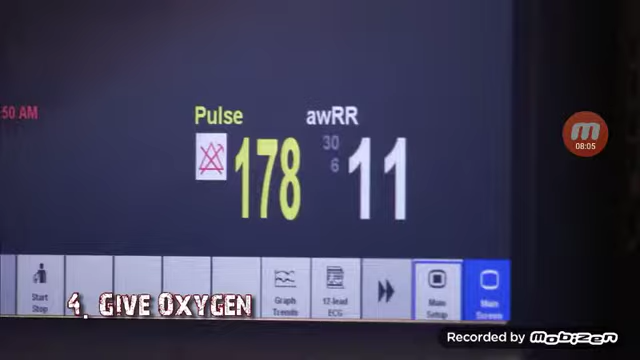 :50 AM
Pulse
awRR
30
6
178
11
08:05
Start
Stop
Graph
Trends
12-lead
ECG
Main
Setup
Main
Screen
4. GIVE OXYGEN
Recorded by MOBIZEN